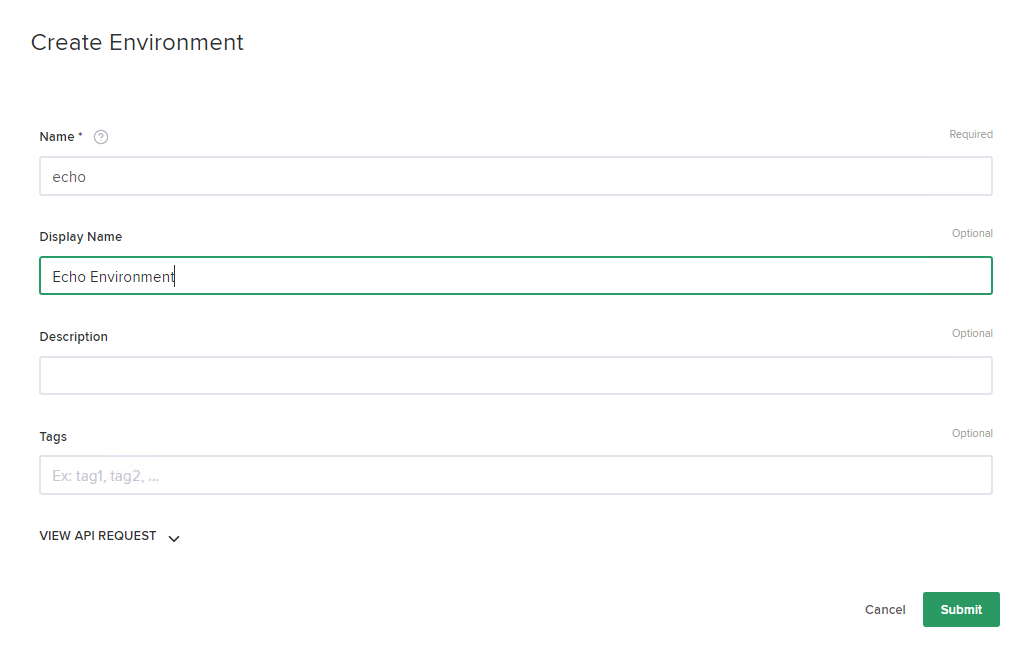 Create Environment
Name * ?
Required
echo
Display Name
Optional
Echo Environment
Description
Optional
Tags
Optional
Ex: tag1, tag2, ...
VIEW API REQUEST
Cancel
Submit